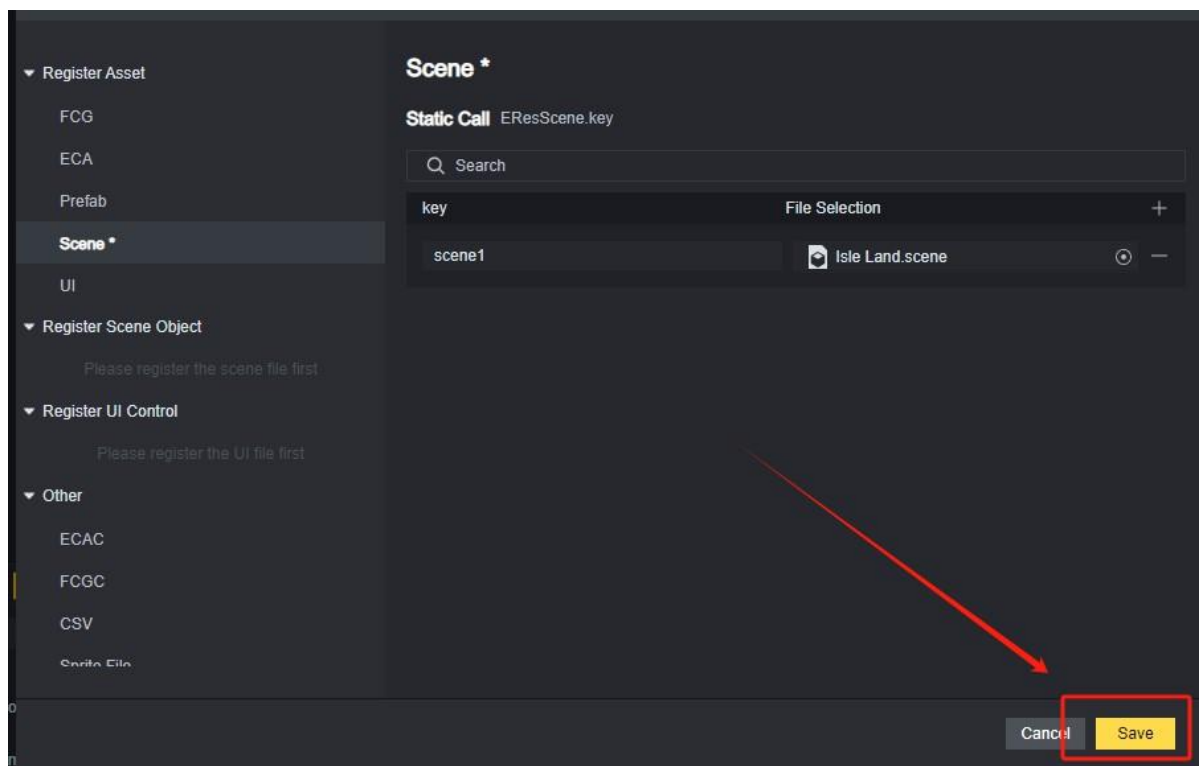 Register Asset
FCG
ECA
Prefab
Scene *
UI
Register Scene Object
Please register the scene file first
Register UI Control
Please register the UI file first
Other
ECAC
FCGC
CSV
Sprite File
Scene *
Static Call EResScene.key
Search
key File Selection
scene1 Isle Land.scene
Cancel Save